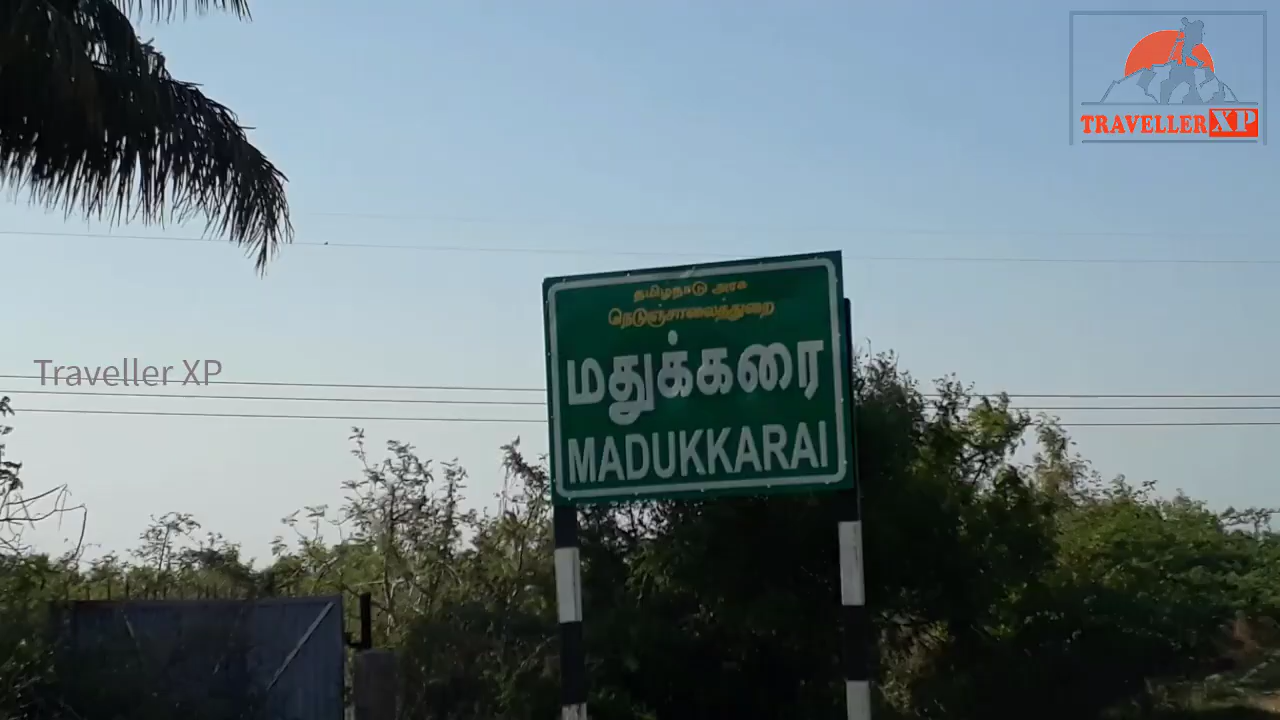 TRAVELLER XP
தமிழ்நாடு அரசு
நெடுஞ்சாலைத்துறை
Traveller XP
மதுக்கரை
MADUKKARAI